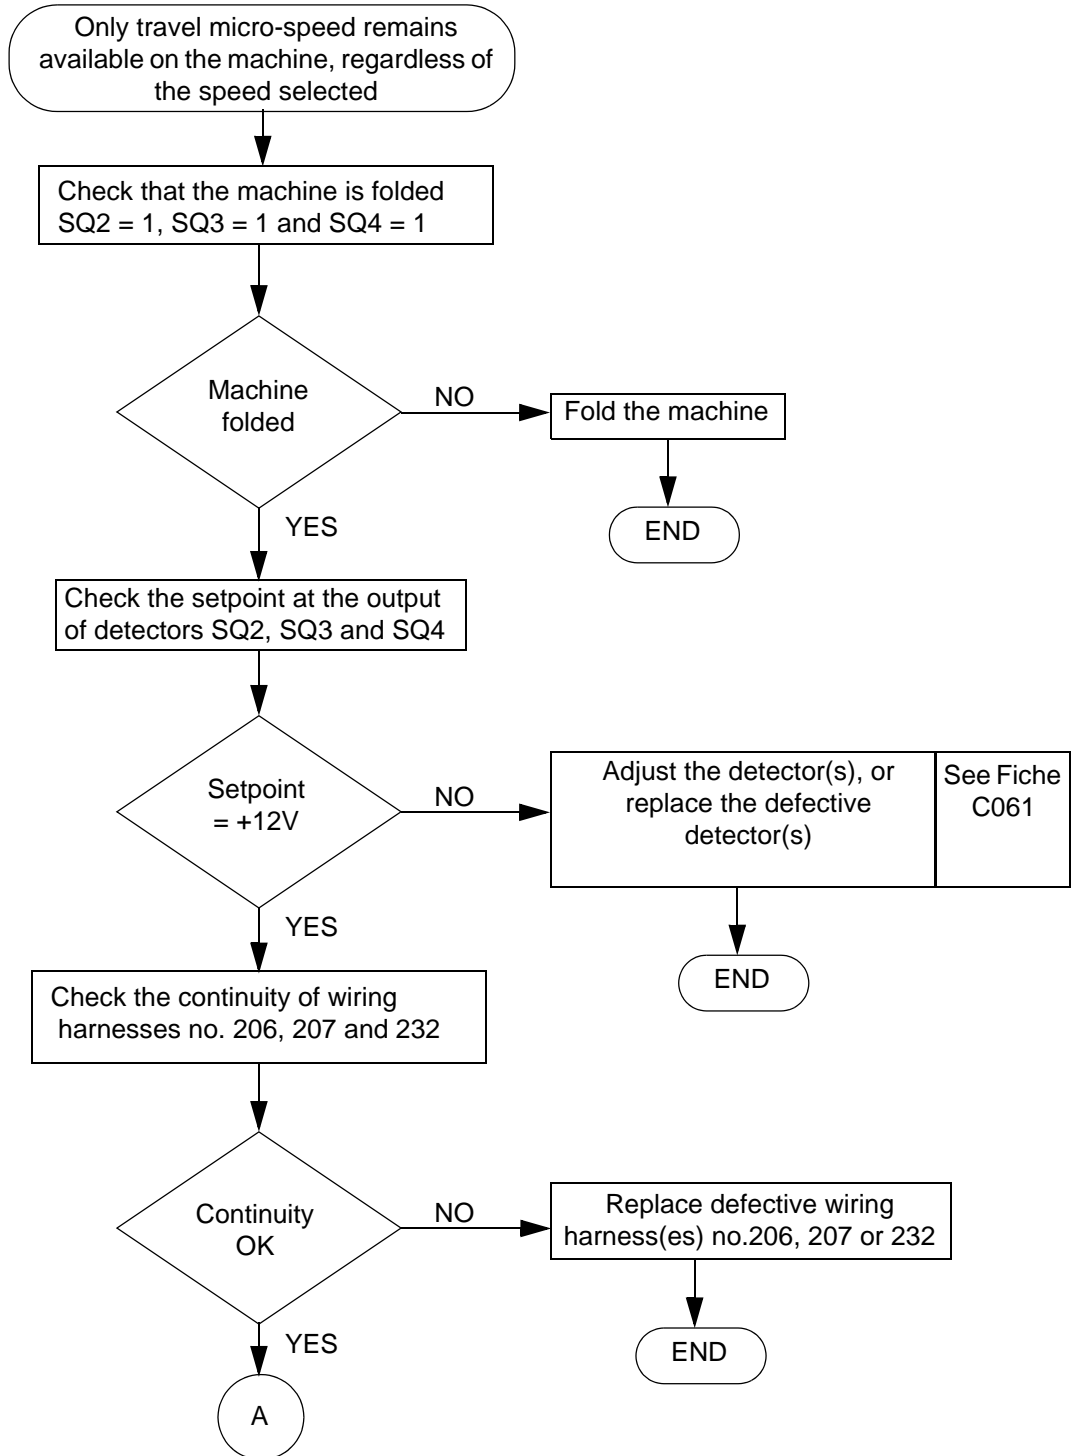 Only travel micro-speed remains
available on the machine, regardless of
the speed selected
Check that the machine is folded
SQ2 = 1, SQ3 = 1 and SQ4 = 1
Machine
folded
NO
Fold the machine
END
YES
Check the setpoint at the output
of detectors SQ2, SQ3 and SQ4
Setpoint
= +12V
NO
Adjust the detector(s), or
replace the defective
detector(s)
See Fiche
C061
END
YES
Check the continuity of wiring
harnesses no. 206, 207 and 232
Continuity
OK
NO
Replace defective wiring
harness(es) no.206, 207 or 232
END
YES
A